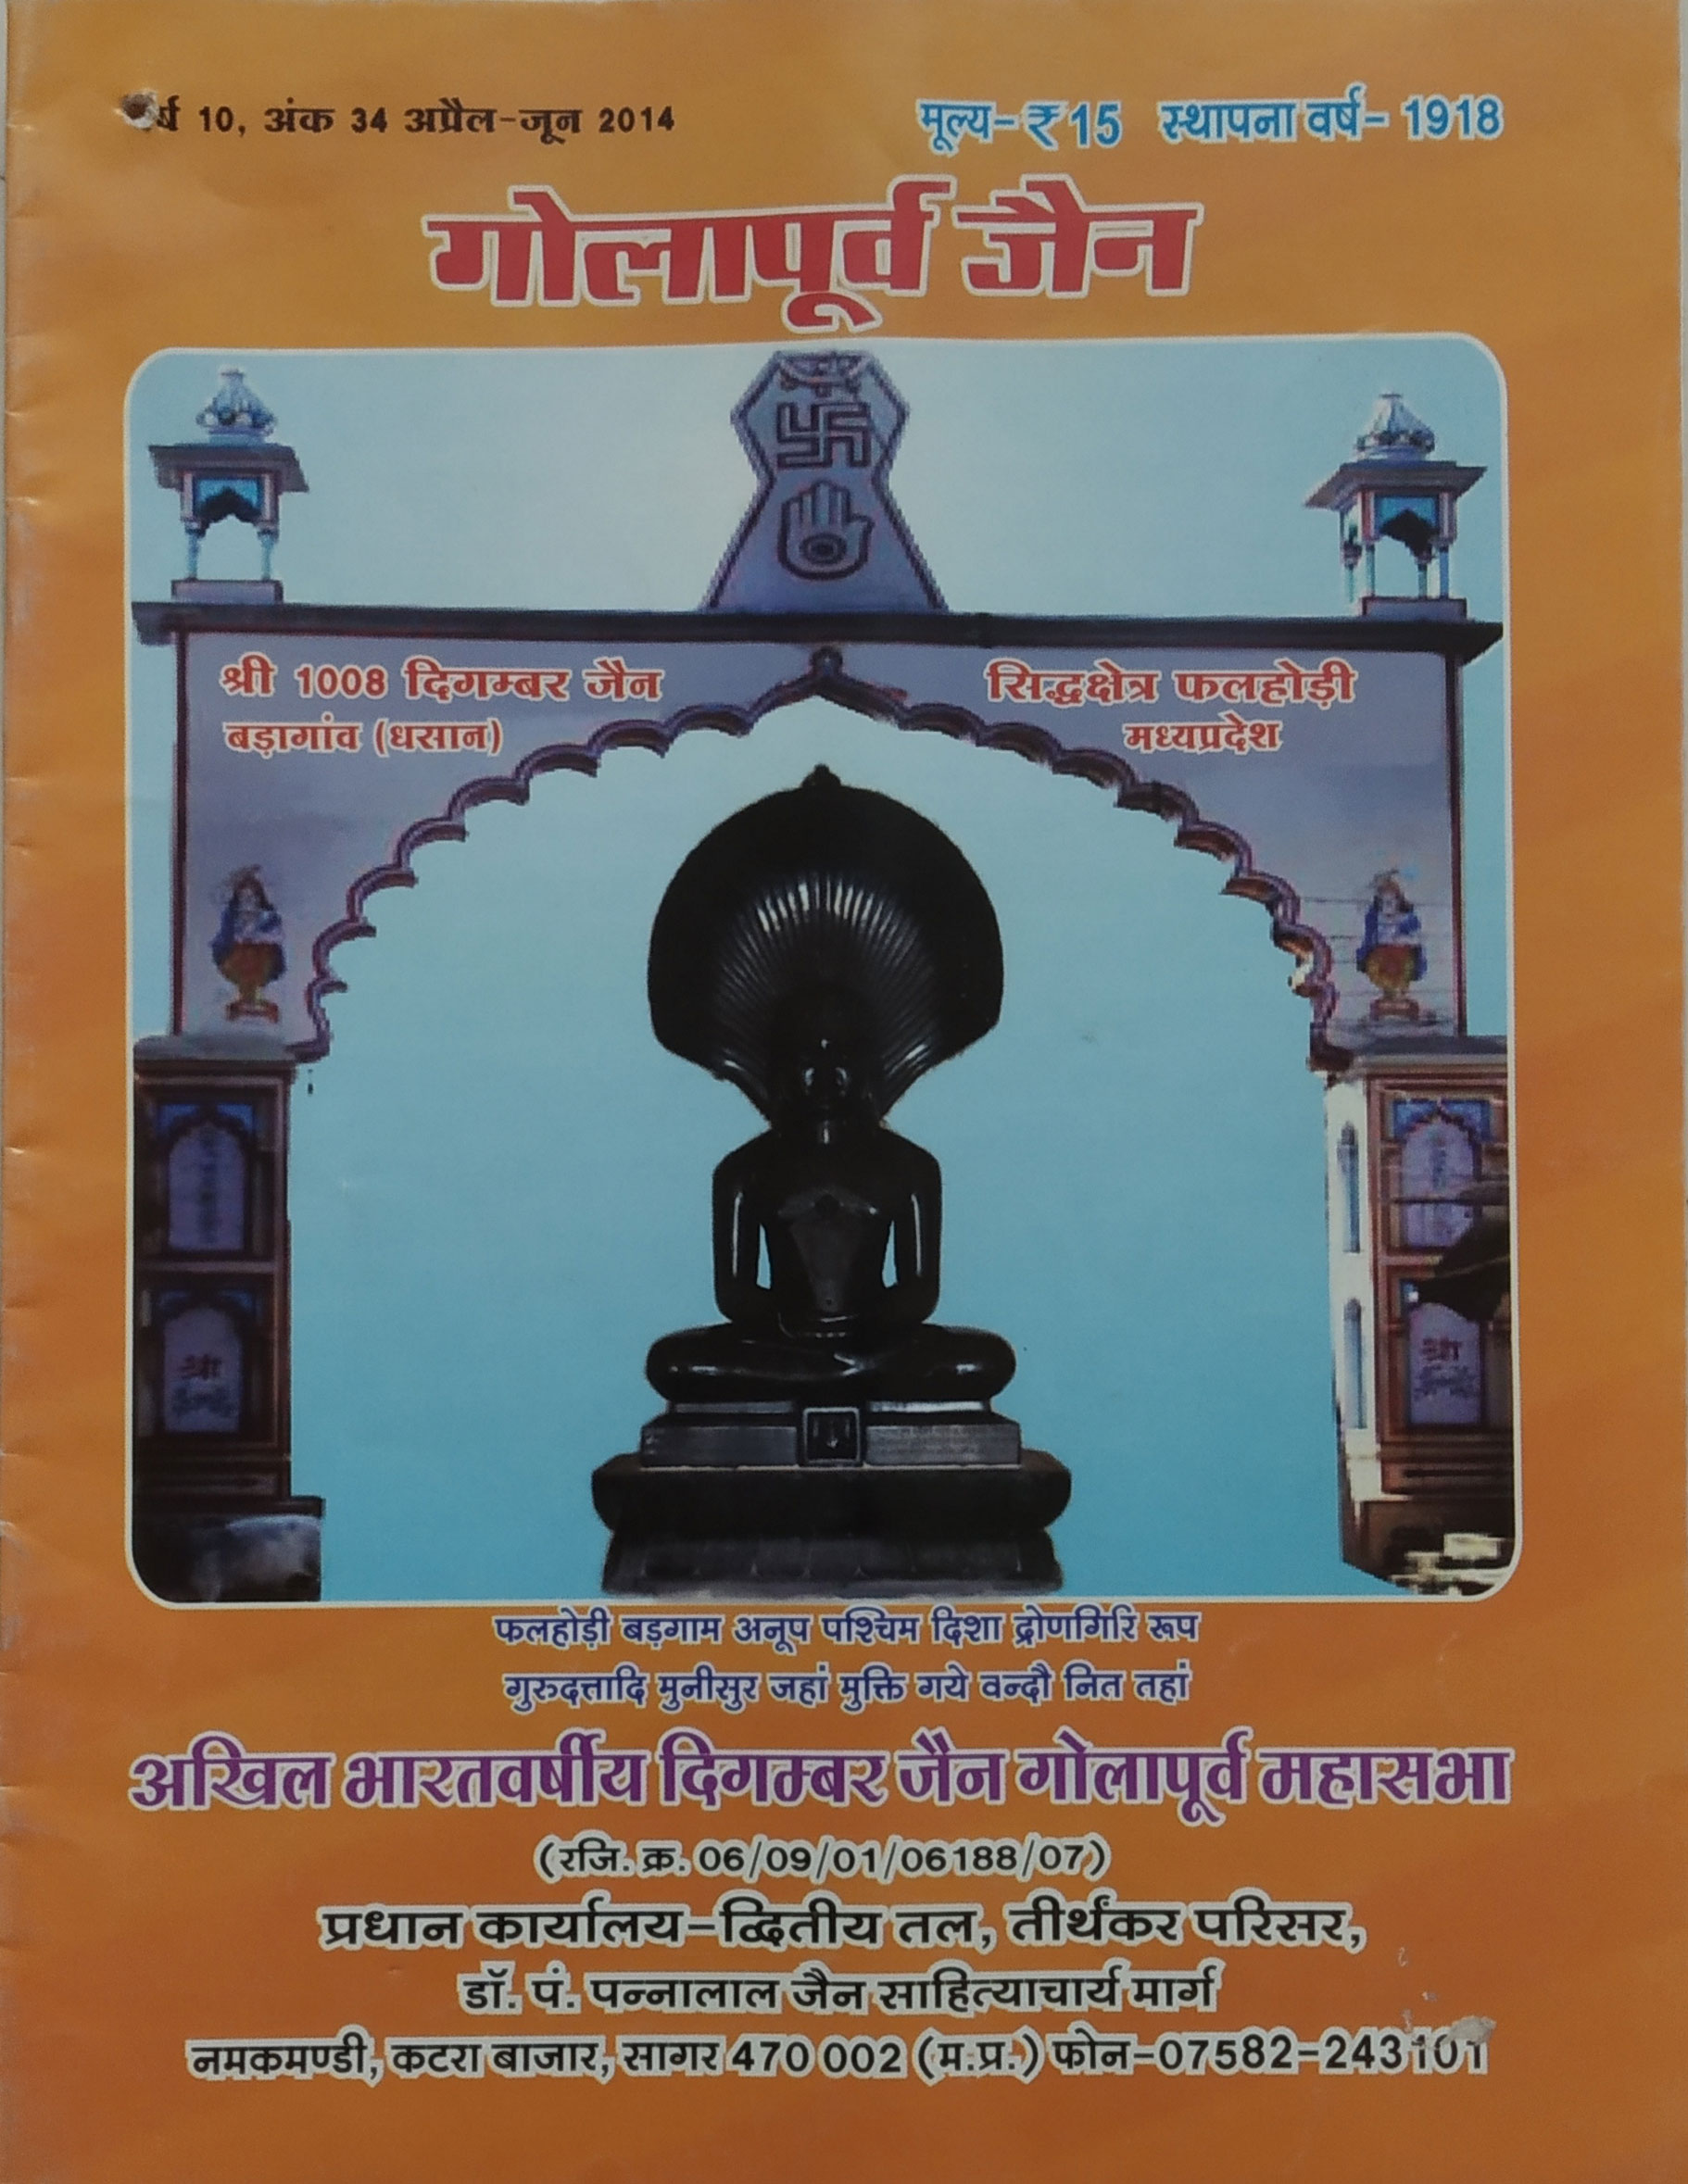 र्ष 10, अंक 34 अप्रैल-जून 2014
मूल्य-₹15 स्थापना वर्ष-1918
गोलापूर्व जैन
श्री 1008 दिगम्बर जैन
बड़ागांव (धसान)
सिद्धक्षेत्र फलहोड़ी
मध्यप्रदेश
श्री
श्री
फलहोड़ी बड़गाम अनूप पश्चिम दिशा द्रोणगिरि रूप
गुरुदत्तादि मुनीसुर जहां मुक्ति गये वन्दौ नित तहां
अखिल भारतवर्षीय दिगम्बर जैन गोलापूर्व महासभा
(रजि. क्र. 06/09/01/06188/07)
प्रधान कार्यालय-द्वितीय तल, तीर्थंकर परिसर,
डॉ. पं. पन्नालाल जैन साहित्याचार्य मार्ग
नमकमण्डी, कटरा बाजार, सागर 470 002 (म.प्र.) फोन-07582-243101